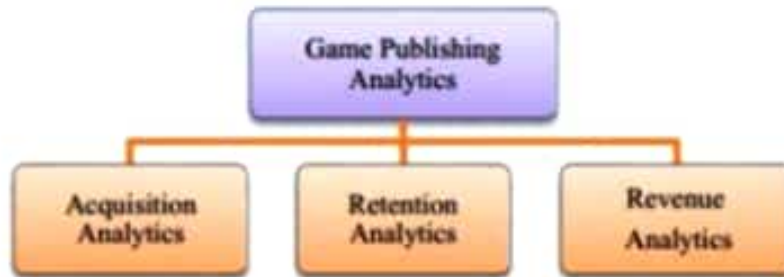 Game Publishing
Analytics
Acquisition
Analytics
Retention
Analytics
Revenue
Analytics